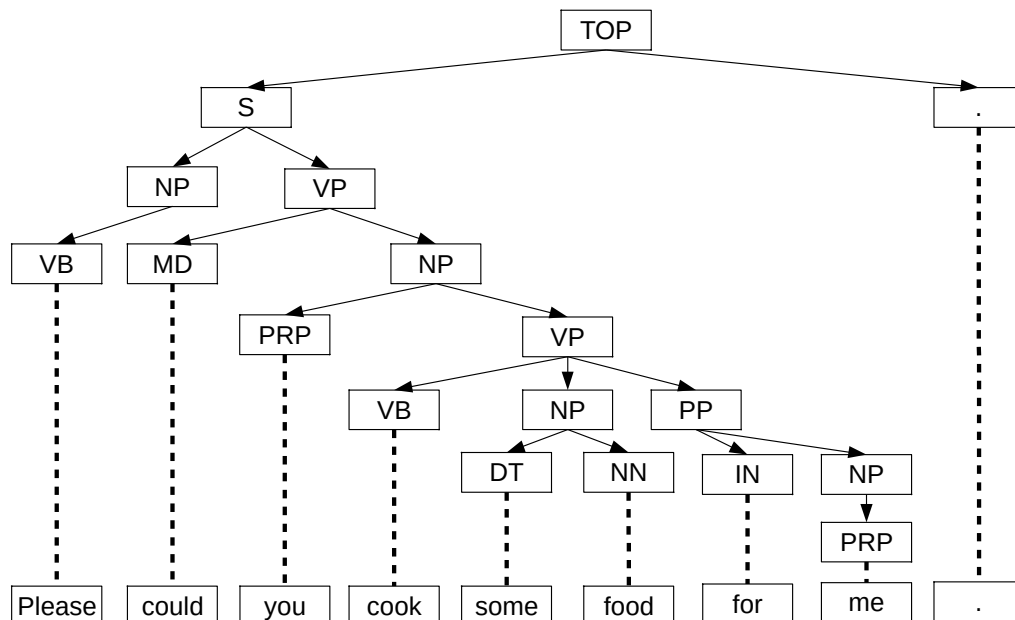 TOP
S .
NP VP
VB MD NP
PRP VP
VB NP PP
DT NN IN NP
PRP
Please could you cook some food for me .